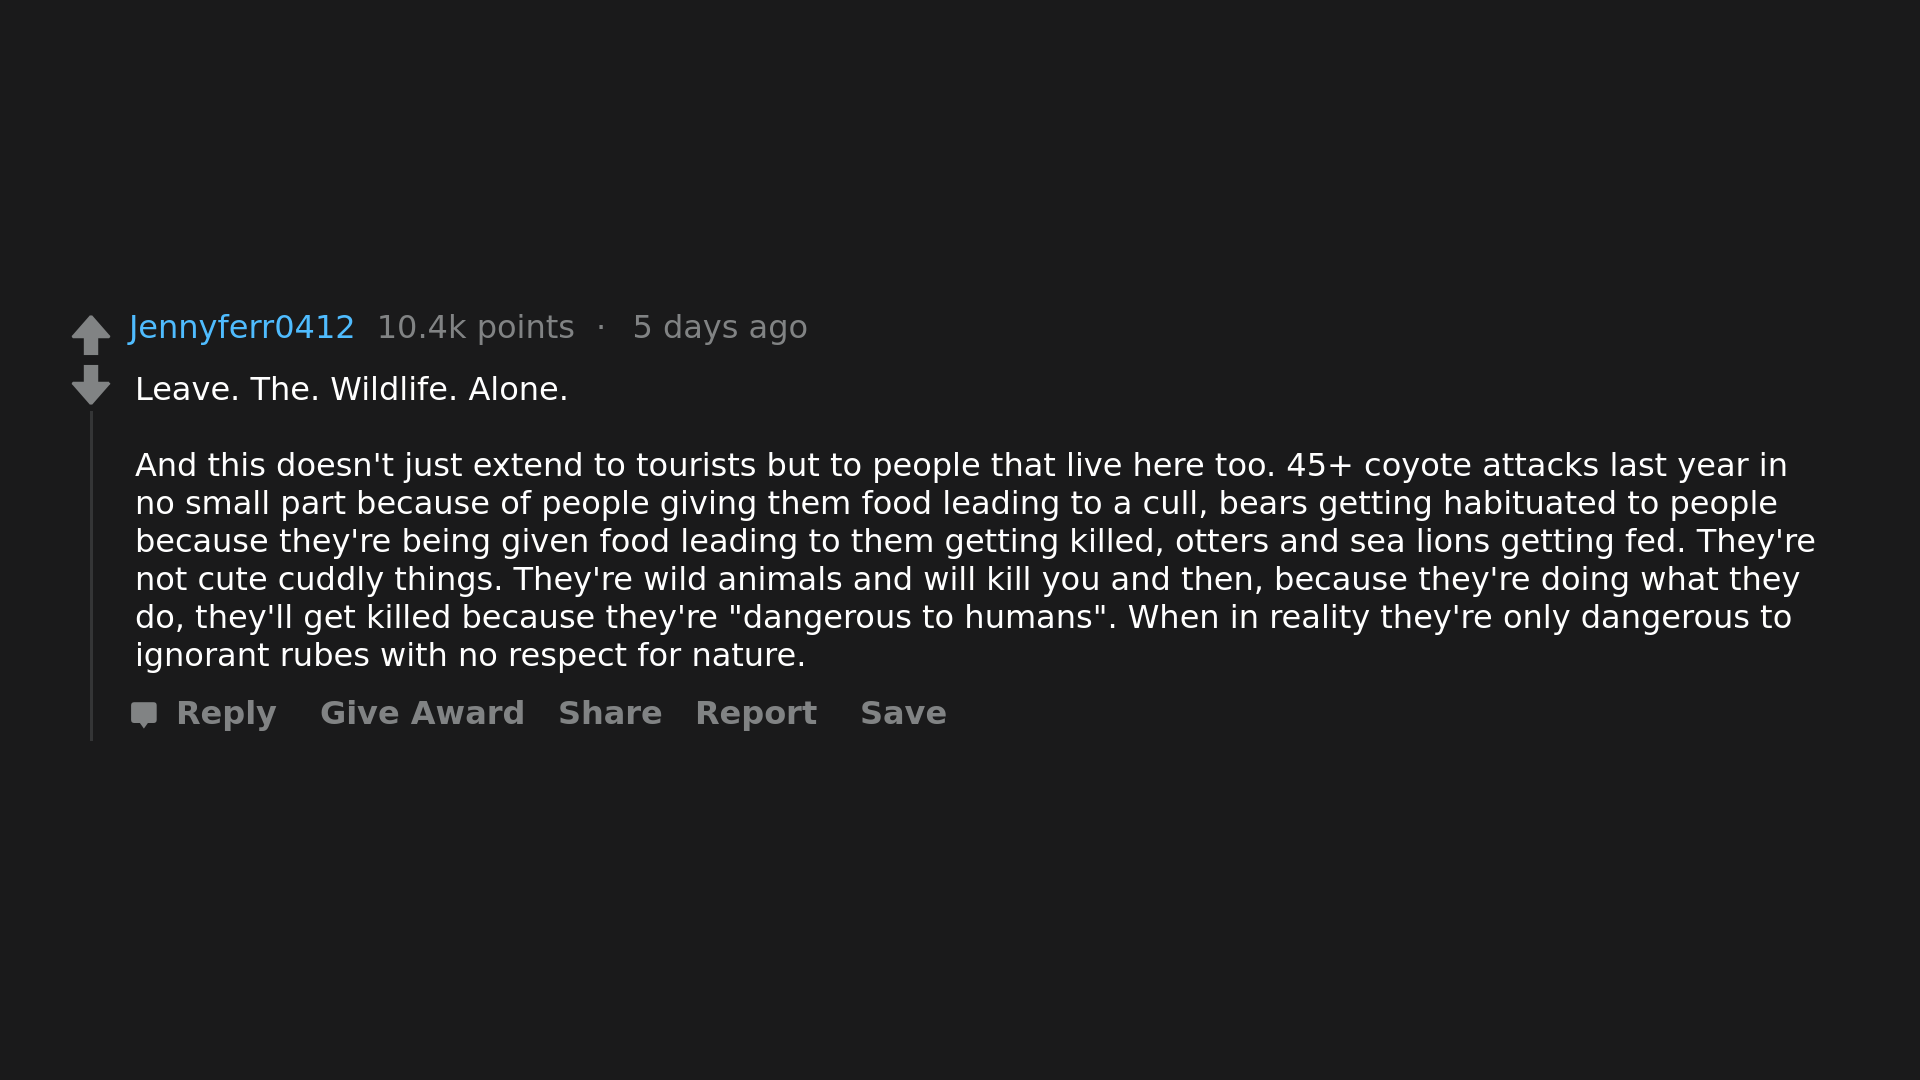 Jennyferr0412 10.4k points · 5 days ago
Leave. The. Wildlife. Alone.
And this doesn't just extend to tourists but to people that live here too. 45+ coyote attacks last year in
no small part because of people giving them food leading to a cull, bears getting habituated to people
because they're being given food leading to them getting killed, otters and sea lions getting fed. They're
not cute cuddly things. They're wild animals and will kill you and then, because they're doing what they
do, they'll get killed because they're "dangerous to humans". When in reality they're only dangerous to
ignorant rubes with no respect for nature.
Reply Give Award Share Report Save